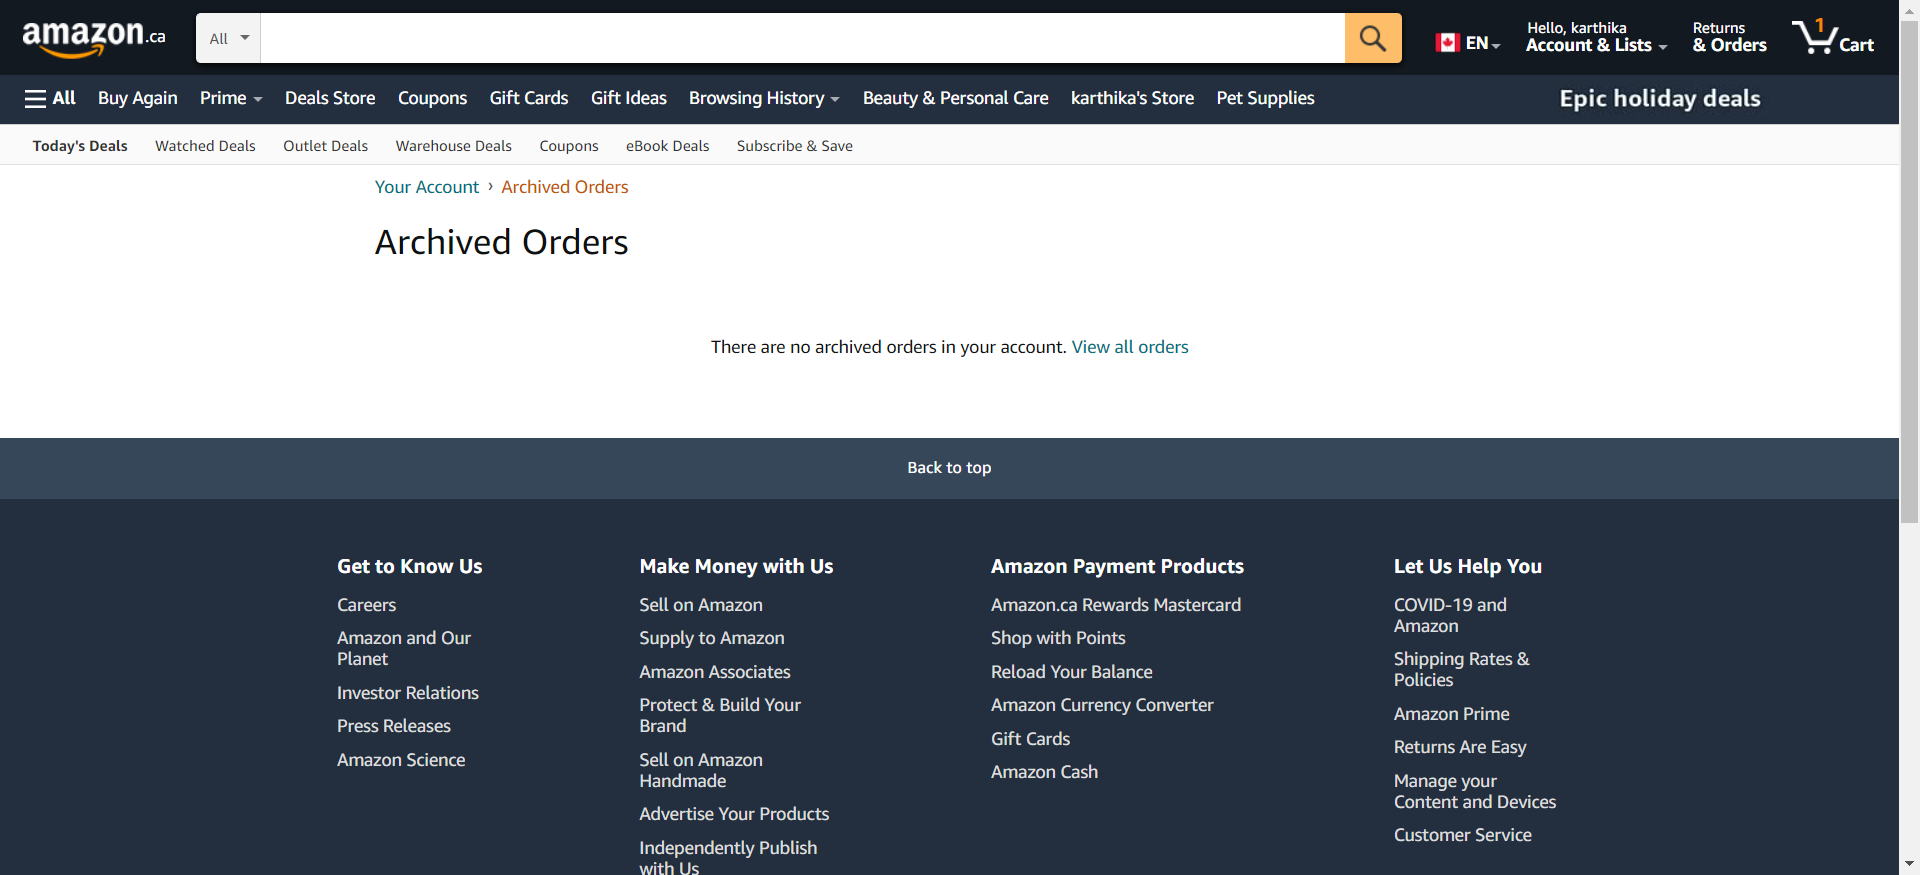 amazon.ca
All
EN
Hello, karthika
Account & Lists
Returns
& Orders
1
Cart
All
Buy Again
Prime
Deals Store
Coupons
Gift Cards
Gift Ideas
Browsing History
Beauty & Personal Care
karthika's Store
Pet Supplies
Epic holiday deals
Today's Deals
Watched Deals
Outlet Deals
Warehouse Deals
Coupons
eBook Deals
Subscribe & Save
Your Account › Archived Orders
Archived Orders
There are no archived orders in your account. View all orders
Back to top
Get to Know Us
Careers
Amazon and Our
Planet
Investor Relations
Press Releases
Amazon Science
Make Money with Us
Sell on Amazon
Supply to Amazon
Amazon Associates
Protect & Build Your
Brand
Sell on Amazon
Handmade
Advertise Your Products
Independently Publish
with Us
Amazon Payment Products
Amazon.ca Rewards Mastercard
Shop with Points
Reload Your Balance
Amazon Currency Converter
Gift Cards
Amazon Cash
Let Us Help You
COVID-19 and
Amazon
Shipping Rates &
Policies
Amazon Prime
Returns Are Easy
Manage your
Content and Devices
Customer Service